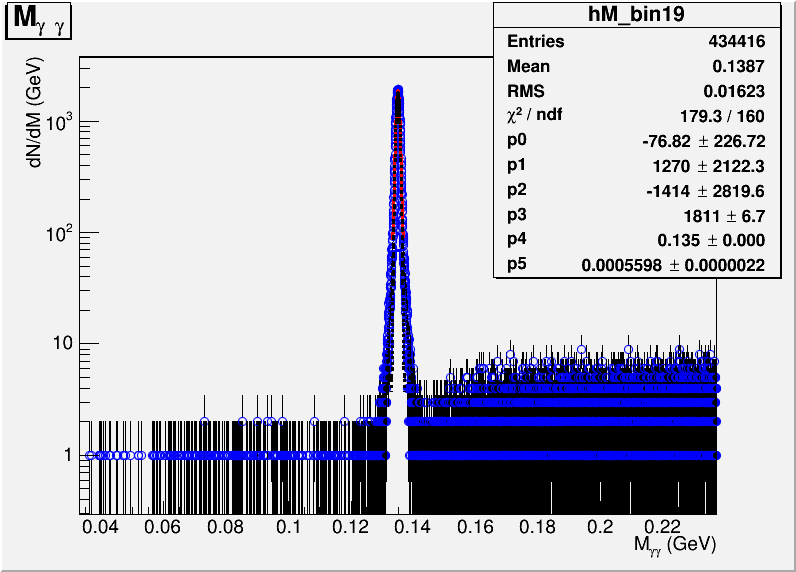 Mγ γ
hM_bin19
Entries 434416
Mean 0.1387
RMS 0.01623
χ² / ndf 179.3 / 160
p0 -76.82 ± 226.72
p1 1270 ± 2122.3
p2 -1414 ± 2819.6
p3 1811 ± 6.7
p4 0.135 ± 0.000
p5 0.0005598 ± 0.0000022
dN/dM (GeV)
10³
10²
10
1
0.04 0.06 0.08 0.1 0.12 0.14 0.16 0.18 0.2 0.22
Mγγ (GeV)